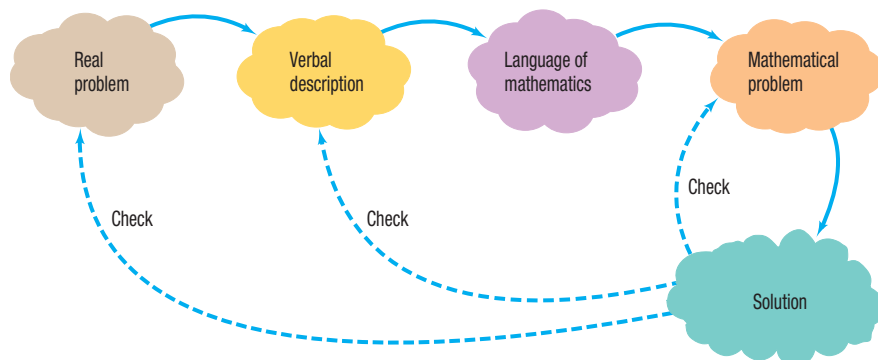 Real
problem
Verbal
description
Language of
mathematics
Mathematical
problem
Check
Check
Check
Solution